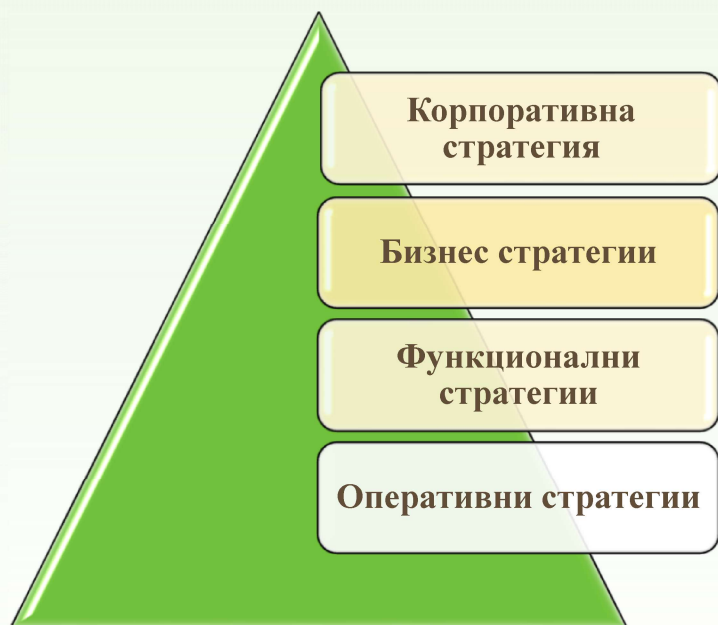 Корпоративна
стратегия
Бизнес стратегии
Функционални
стратегии
Оперативни стратегии